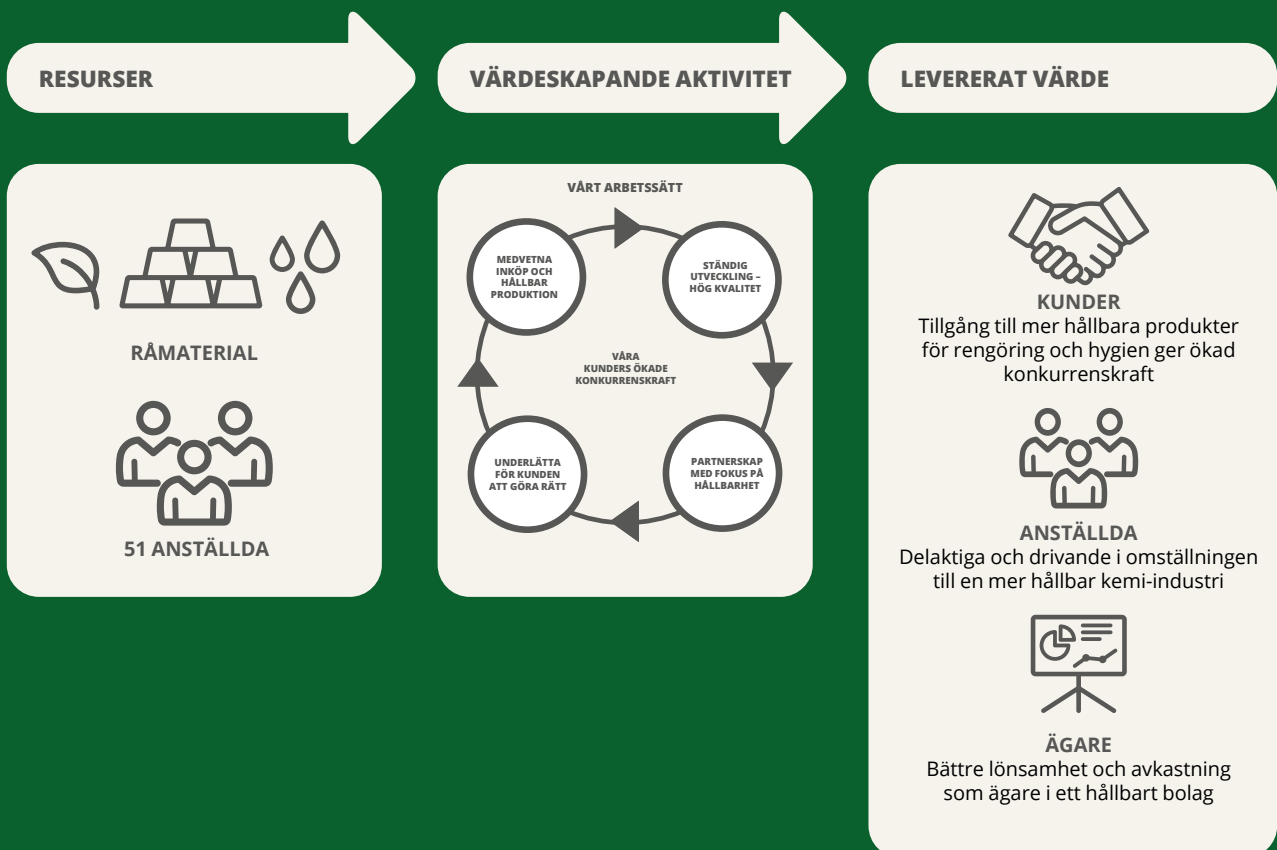 RESURSER
VÄRDESKAPANDE AKTIVITET
LEVERERAT VÄRDE
RÅMATERIAL
51 ANSTÄLLDA
VÅRT ARBETSSÄTT
MEDVETNA
INKÖP OCH
HÅLLBAR
PRODUKTION
STÄNDIG
UTVECKLING –
HÖG KVALITET
VÅRA
KUNDERS ÖKADE
KONKURRENSKRAFT
UNDERLÄTTA
FÖR KUNDEN
ATT GÖRA RÄTT
PARTNERSKAP
MED FOKUS PÅ
HÅLLBARHET
KUNDER
Tillgång till mer hållbara produkter
för rengöring och hygien ger ökad
konkurrenskraft
ANSTÄLLDA
Delaktiga och drivande i omställningen
till en mer hållbar kemi-industri
ÄGARE
Bättre lönsamhet och avkastning
som ägare i ett hållbart bolag